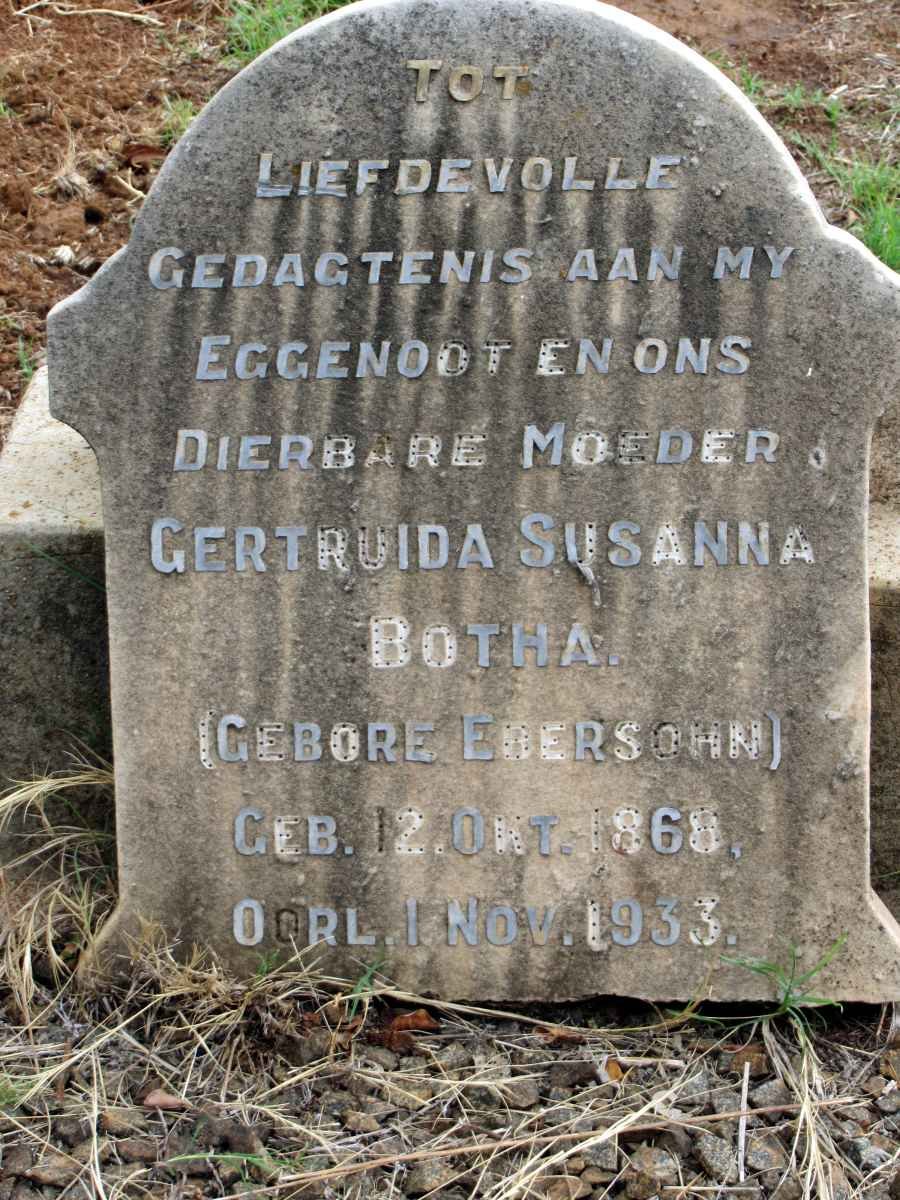 TOT
LIEFDEVOLLE
GEDAGTENIS AAN MY
EGGENOOT EN ONS
DIERBARE MOEDER
GERTRUIDA SUSANNA
BOTHA.
(GEBORE EBERSOHN)
GEB. 12. OKT. 1868,
OORL. 1 NOV. 1933.